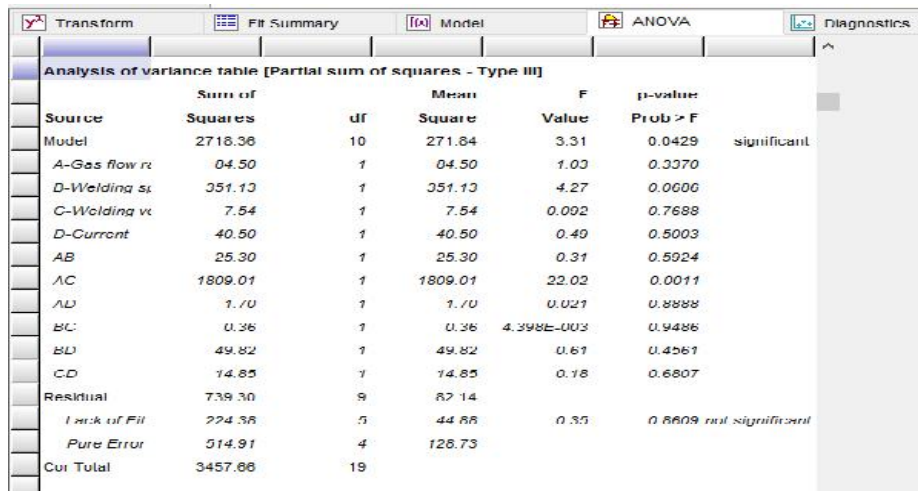 Transform Fit Summary f(x) Model ANOVA Diagnostics
Analysis of variance table [Partial sum of squares - Type III]
Sum of Mean F p-value
Source Squares df Square Value Prob > F
Model 2718.36 10 271.84 3.31 0.0429 significant
A-Gas flow ra 84.50 1 84.50 1.03 0.3370
B-Welding sp 351.13 1 351.13 4.27 0.0686
C-Welding vo 7.54 1 7.54 0.092 0.7688
D-Current 40.50 1 40.50 0.49 0.5003
AB 25.30 1 25.30 0.31 0.5924
AC 1809.01 1 1809.01 22.02 0.0011
AD 1.70 1 1.70 0.021 0.8888
BC 0.36 1 0.36 4.398E-003 0.9486
BD 49.82 1 49.82 0.61 0.4561
CD 14.85 1 14.85 0.18 0.6807
Residual 739.30 9 82.14
Lack of Fit 224.38 5 44.88 0.35 0.8609 not significant
Pure Error 514.91 4 128.73
Cor Total 3457.66 19